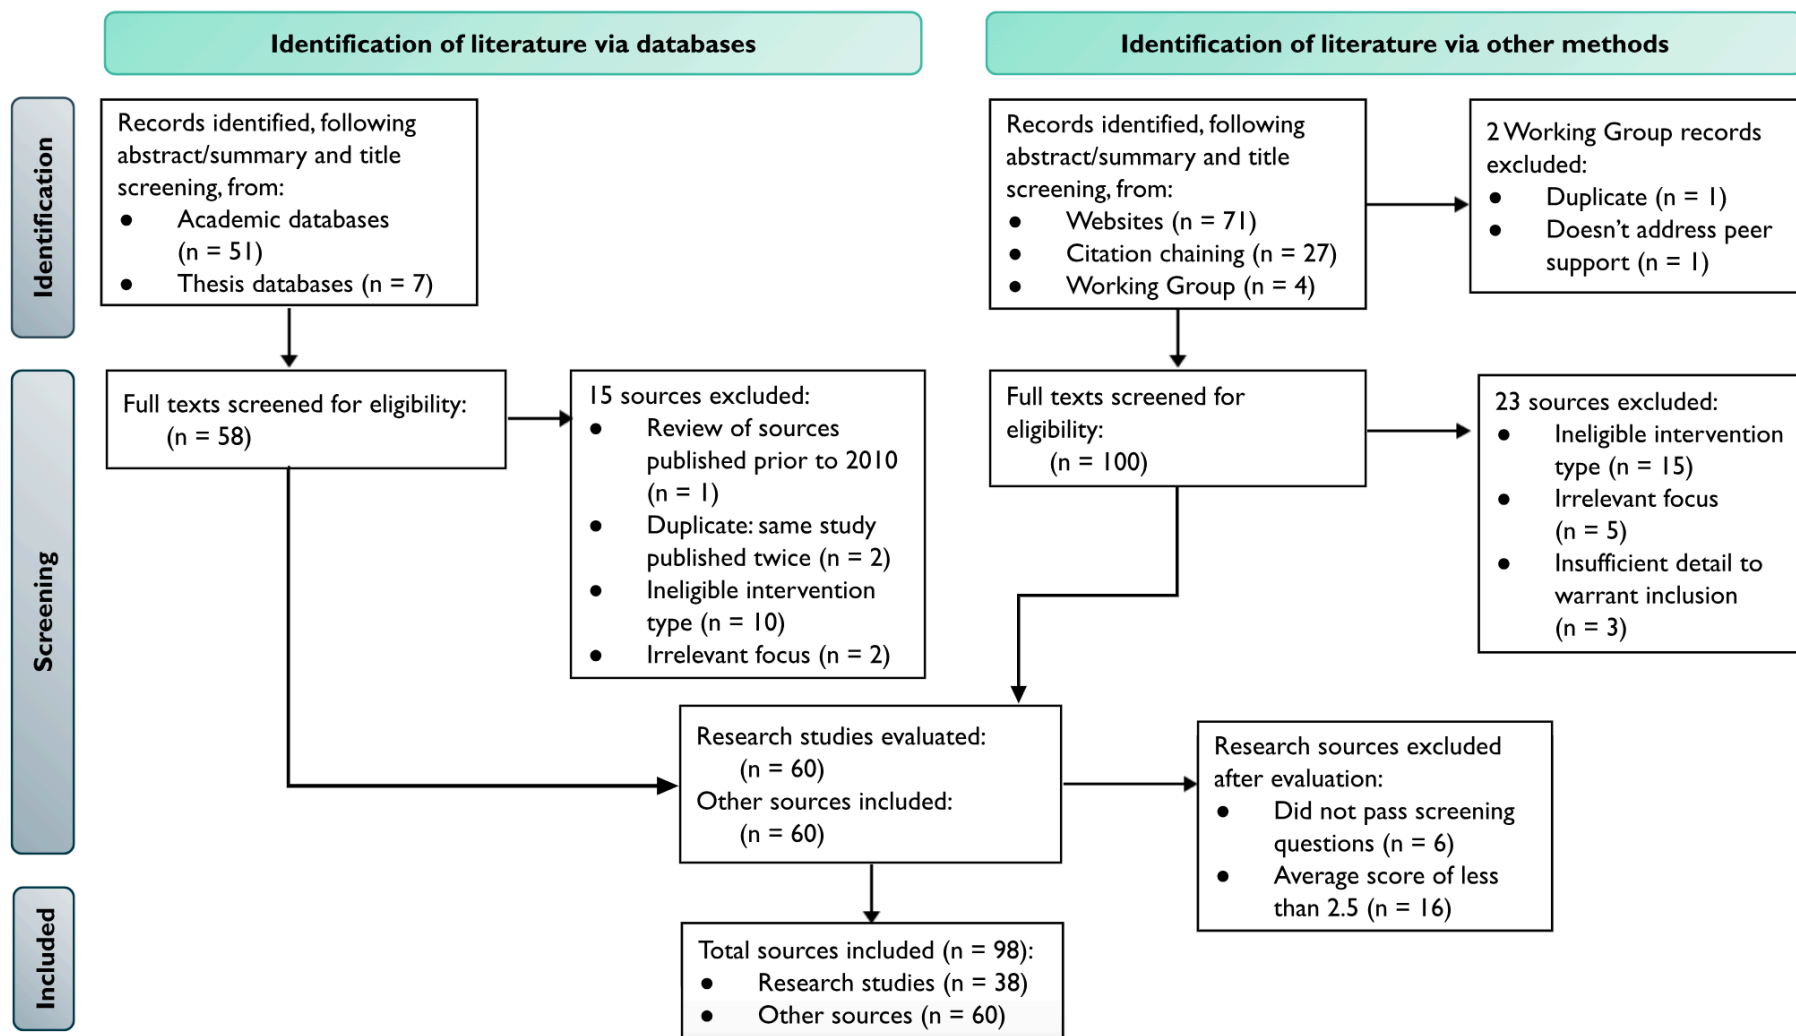 Identification of literature via databases
Identification of literature via other methods
Identification
Records identified, following
abstract/summary and title
screening, from:
● Academic databases
(n = 51)
● Thesis databases (n = 7)
Records identified, following
abstract/summary and title
screening, from:
● Websites (n = 71)
● Citation chaining (n = 27)
● Working Group (n = 4)
2 Working Group records
excluded:
● Duplicate (n = 1)
● Doesn't address peer
support (n = 1)
Screening
Full texts screened for eligibility:
(n = 58)
15 sources excluded:
● Review of sources
published prior to 2010
(n = 1)
● Duplicate: same study
published twice (n = 2)
● Ineligible intervention
type (n = 10)
● Irrelevant focus (n = 2)
Full texts screened for
eligibility:
(n = 100)
23 sources excluded:
● Ineligible intervention
type (n = 15)
● Irrelevant focus
(n = 5)
● Insufficient detail to
warrant inclusion
(n = 3)
Research studies evaluated:
(n = 60)
Other sources included:
(n = 60)
Research sources excluded
after evaluation:
● Did not pass screening
questions (n = 6)
● Average score of less
than 2.5 (n = 16)
Included
Total sources included (n = 98):
● Research studies (n = 38)
● Other sources (n = 60)